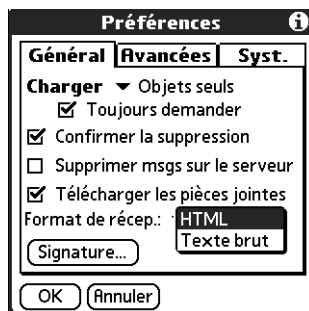 Préférences i
Général Avancées Syst.
Charger Objets seuls
Toujours demander
Confirmer la suppression
Supprimer msgs sur le serveur
Télécharger les pièces jointes
Format de récep.: HTML
Texte brut
Signature...
OK Annuler